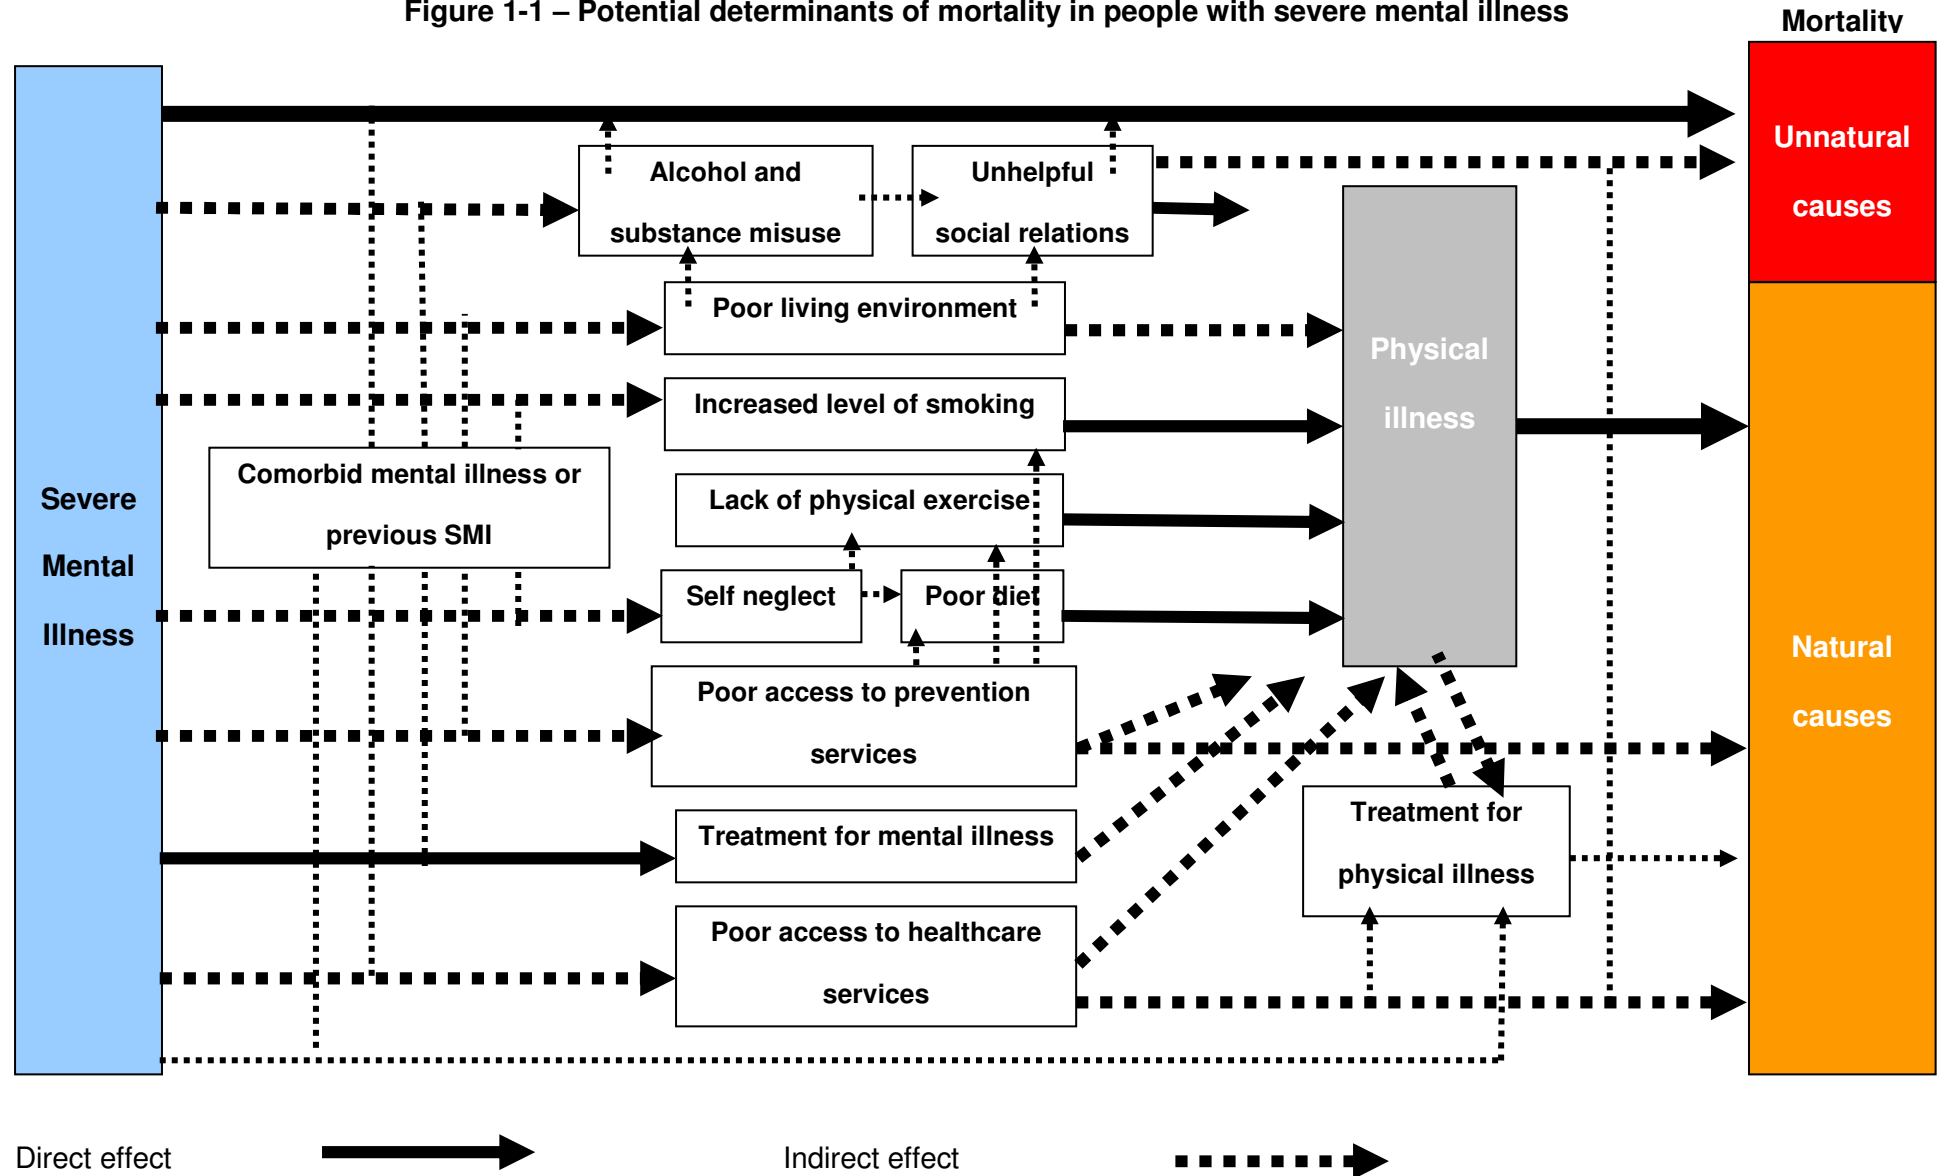 Figure 1-1 – Potential determinants of mortality in people with severe mental illness
Mortality
Unnatural
causes
Alcohol and
substance misuse
Unhelpful
social relations
Poor living environment
Physical
illness
Increased level of smoking
Comorbid mental illness or
previous SMI
Lack of physical exercise
Severe
Mental
Illness
Self neglect
Poor diet
Natural
causes
Poor access to prevention
services
Treatment for mental illness
Treatment for
physical illness
Poor access to healthcare
services
Direct effect
Indirect effect